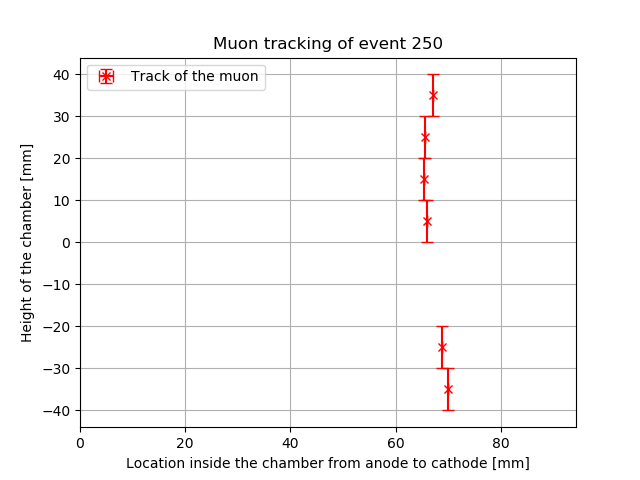 Muon tracking of event 250
Track of the muon
40
30
20
10
0
−10
−20
−30
−40
Height of the chamber [mm]
0 20 40 60 80
Location inside the chamber from anode to cathode [mm]